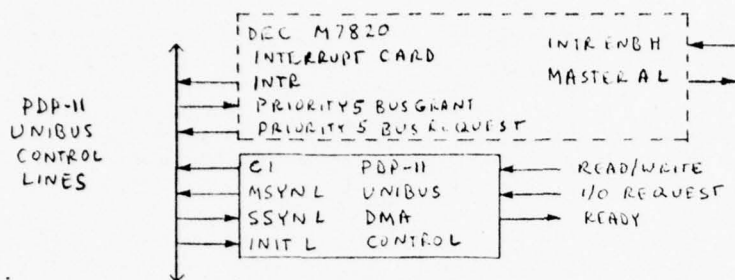 PDP-11
UNIBUS
CONTROL
LINES
DEC M7820
INTERRUPT CARD
INTR
PRIORITY 5 BUS GRANT
PRIORITY 5 BUS REQUEST
INTR ENB H
MASTER A L
C1 PDP-11
MSYN L UNIBUS
SSYN L DMA
INIT L CONTROL
READ/WRITE
I/O REQUEST
READY